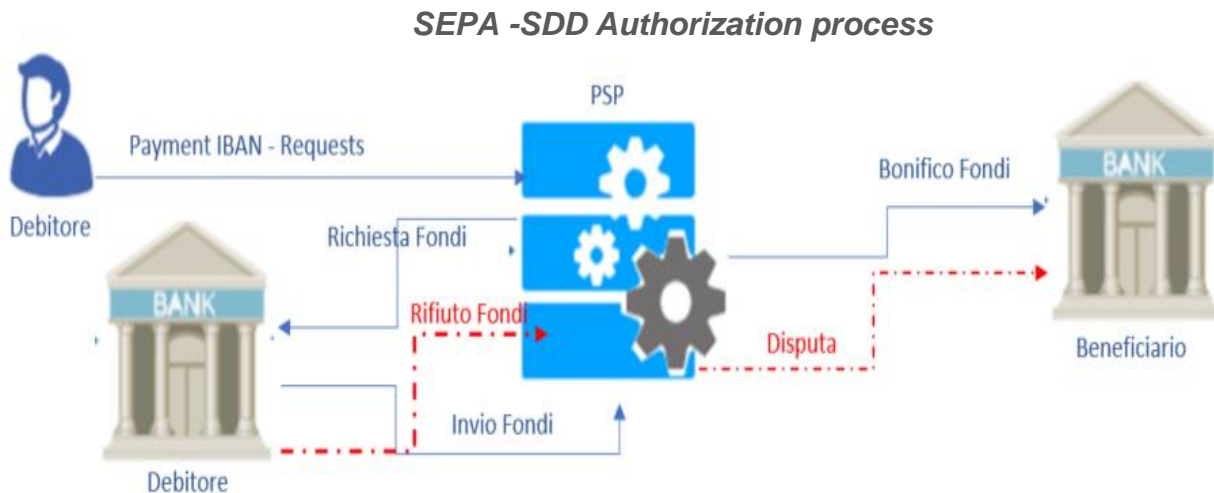 SEPA -SDD Authorization process
PSP
Payment IBAN - Requests
Bonifico Fondi
BANK
Debitore
Richiesta Fondi
BANK
Rifiuto Fondi
Disputa
Beneficiario
Invio Fondi
Debitore